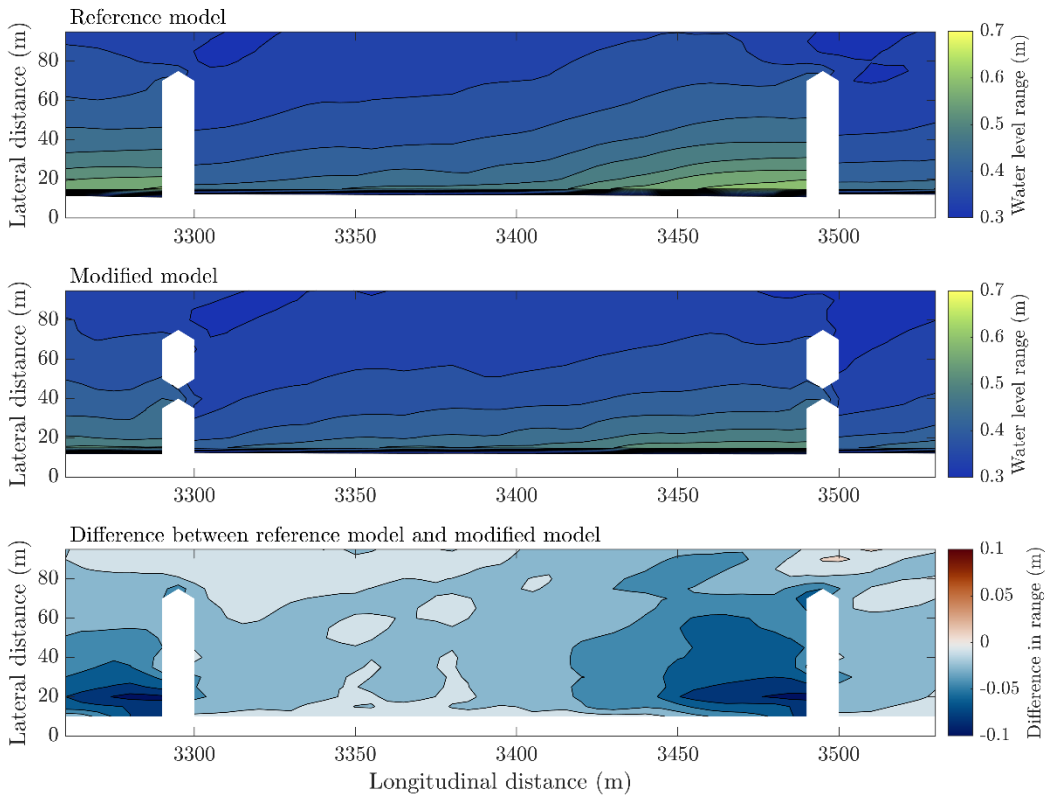 Reference model
Lateral distance (m)
80
60
40
20
0
3300 3350 3400 3450 3500
0.7
0.6
0.5
0.4
0.3
Water level range (m)
Modified model
Lateral distance (m)
80
60
40
20
0
3300 3350 3400 3450 3500
0.7
0.6
0.5
0.4
0.3
Water level range (m)
Difference between reference model and modified model
Lateral distance (m)
80
60
40
20
0
3300 3350 3400 3450 3500
Longitudinal distance (m)
0.1
0.05
0
-0.05
-0.1
Difference in range (m)